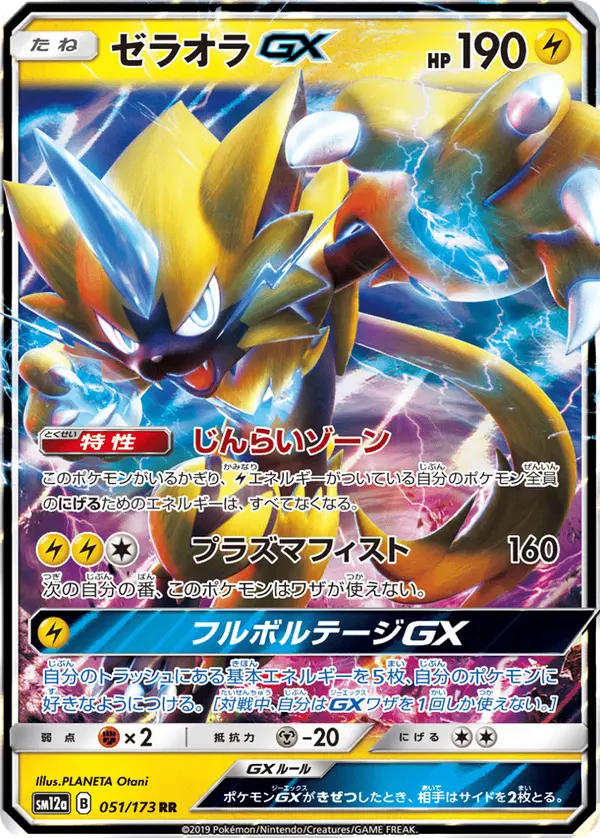 たね ゼラオラGX HP 190
とくせい
特性 じんらいゾーン
このポケモンがいるかぎり、エネルギーがついている自分のポケモン全員
のにげるためのエネルギーは、すべてなくなる。
プラズマフィスト 160
次の自分の番、このポケモンはワザが使えない。
フルボルテージGX
自分のトラッシュにある基本エネルギーを5枚、自分のポケモンに
好きなようにつける。[対戦中、自分はGXワザを1回しか使えない。]
弱点 ×2 抵抗力 -20 にげる
Illus.PLANETA Otani
GXルール
sm12a B 051/173 RR
ポケモンGXがきぜつしたとき、相手はサイドを2枚とる。
©2019 Pokémon/Nintendo/Creatures/GAME FREAK.